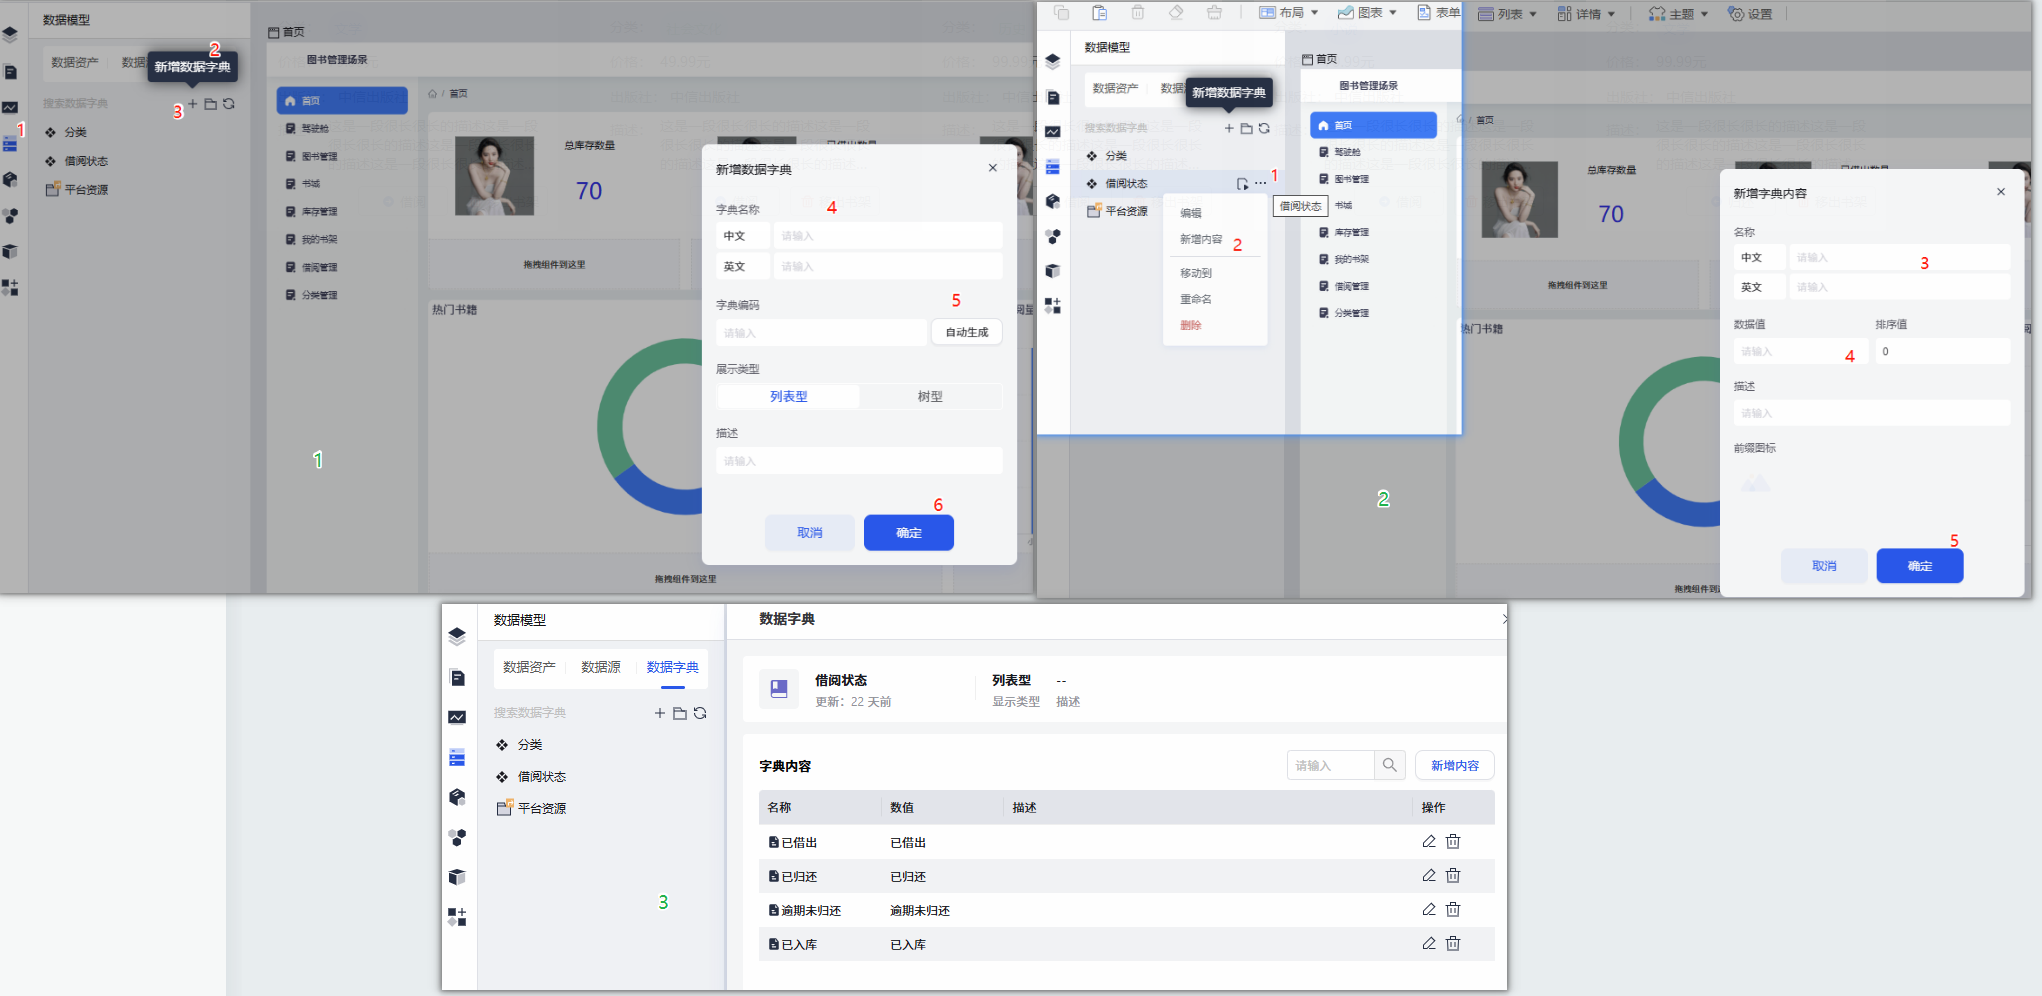 数据模型
首页
2
数据资产
数据
新增数据字典
图书管理场景
搜索数据字典
3
首页
首页
1
分类
驾驶舱
借阅状态
图书管理
总库存数量
平台资源
书城
70
库存管理
我的书架
拖拽组件到这里
借阅管理
分类管理
热门书籍
1
拖拽组件到这里
新增数据字典
字典名称
4
中文
请输入
英文
请输入
字典编码
5
请输入
自动生成
展示类型
列表型
树型
描述
请输入
6
取消
确定
布局
图表
表单
列表
详情
主题
设置
数据模型
首页
数据资产
数据
新增数据字典
图书管理场景
搜索数据字典
首页
首页
分类
驾驶舱
借阅状态
1
图书管理
总库存数量
平台资源
借阅状态
书城
70
编辑
新增内容
2
库存管理
我的书架
移动到
重命名
借阅管理
拖拽组件到这里
删除
分类管理
热门书籍
2
拖拽组件到
新增字典内容
名称
中文
请输入
3
英文
请输入
数据值
排序值
请输入
4
0
描述
请输入
前缀图标
5
取消
确定
数据模型
数据字典
数据资产
数据源
数据字典
借阅状态
列表型
--
更新：22 天前
显示类型
描述
搜索数据字典
分类
借阅状态
平台资源
3
字典内容
请输入
新增内容
名称
数值
描述
操作
已借出
已借出
已归还
已归还
逾期未归还
逾期未归还
已入库
已入库